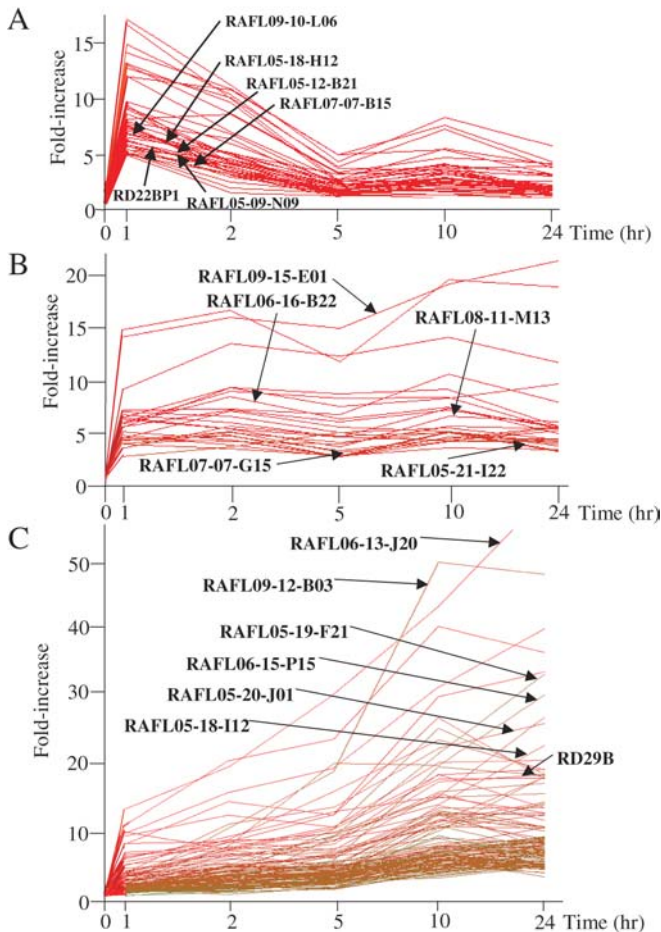 A
Fold-increase
15
10
5
0
RAFL09-10-L06
RAFL05-18-H12
RAFL05-12-B21
RAFL07-07-B15
RD22BP1
RAFL05-09-N09
0 1 2 5 10 24 Time (hr)
B
Fold-increase
20
15
10
5
0
RAFL09-15-E01
RAFL06-16-B22
RAFL08-11-M13
RAFL07-07-G15
RAFL05-21-I22
0 1 2 5 10 24 Time (hr)
C
Fold-increase
50
40
30
20
10
0
RAFL06-13-J20
RAFL09-12-B03
RAFL05-19-F21
RAFL06-15-P15
RAFL05-20-J01
RAFL05-18-I12
RD29B
0 1 2 5 10 24 Time (hr)